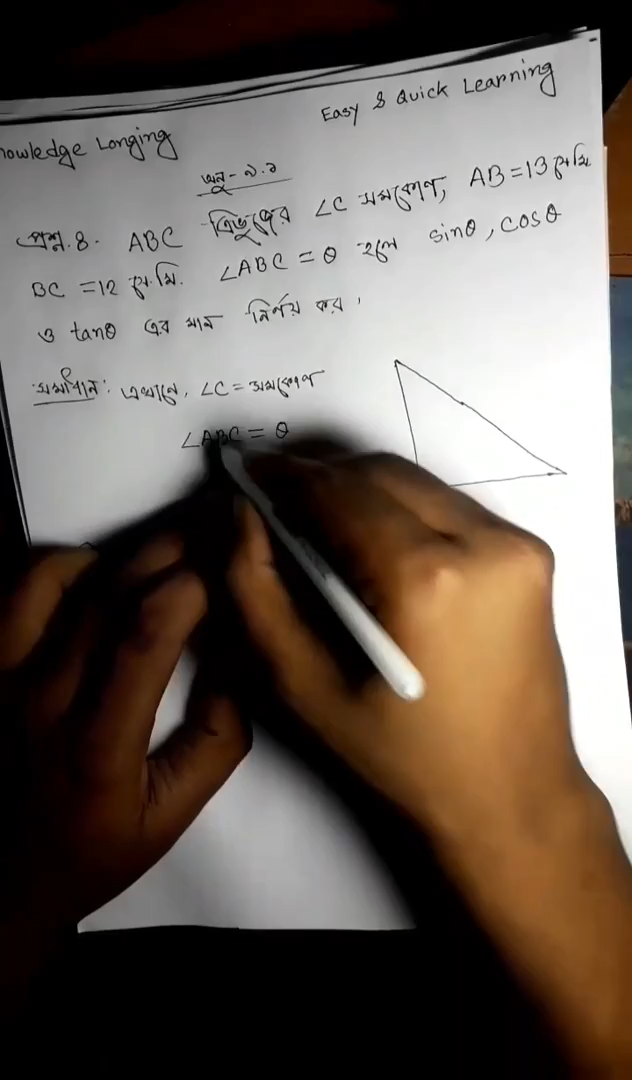 Easy & Quick Learning
nowledge Longing
অনু - ৯.১
প্রশ্ন.৪. ABC ত্রিভুজের ∠C সমকোণ, AB=13 সে.মি
BC =12 সে.মি. ∠ABC = θ হলে sinθ, cosθ
ও tanθ এর মান নির্ণয় কর।
সমাধান: এখানে, ∠C = সমকোণ
∠ABC = θ